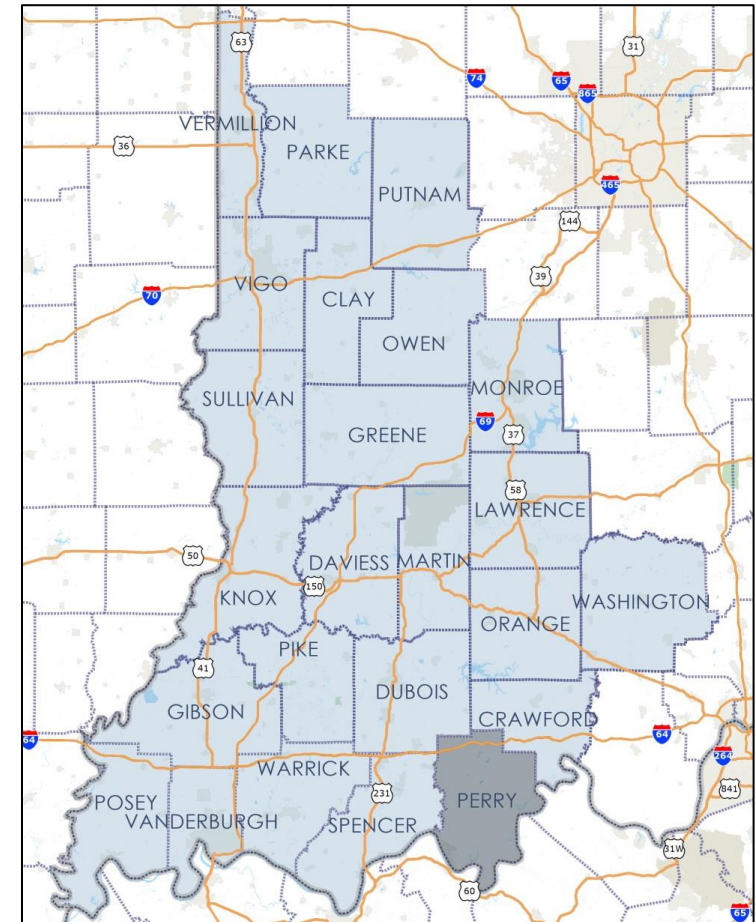 63
31
74
65
865
VERMILLION
36
PARKE
465
PUTNAM
144
39
VIGO
70
CLAY
OWEN
MONROE
SULLIVAN
69
GREENE
37
58
LAWRENCE
50
DAVIESS
MARTIN
150
KNOX
WASHINGTON
ORANGE
PIKE
41
DUBOIS
GIBSON
CRAWFORD
64
64
264
WARRICK
841
231
PERRY
POSEY
VANDERBURGH
SPENCER
31W
60
65